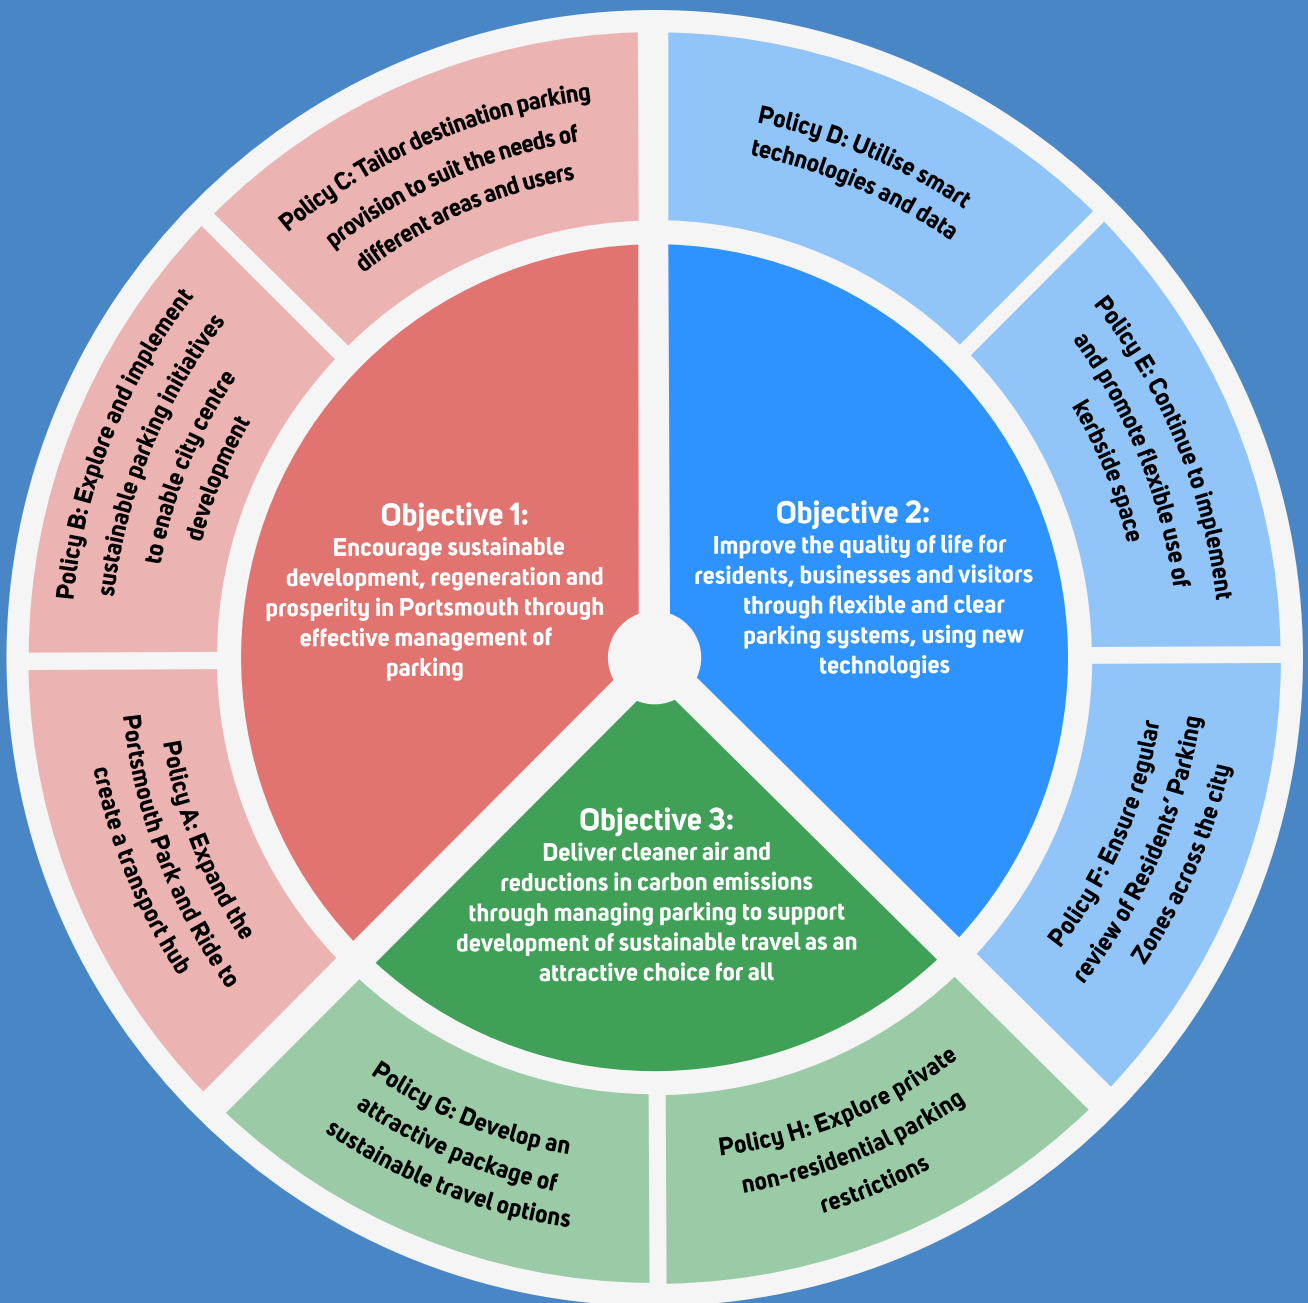 Objective 1:
Encourage sustainable
development, regeneration and
prosperity in Portsmouth through
effective management of
parking
Policy A: Expand the
Portsmouth Park and Ride to
create a transport hub
Policy B: Explore and implement
sustainable parking initiatives
to enable city centre
development
Policy C: Tailor destination parking
provision to suit the needs of
different areas and users
Objective 2:
Improve the quality of life for
residents, businesses and visitors
through flexible and clear
parking systems, using new
technologies
Policy D: Utilise smart
technologies and data
Policy E: Continue to implement
and promote flexible use of
kerbside space
Policy F: Ensure regular
review of Residents’ Parking
Zones across the city
Objective 3:
Deliver cleaner air and
reductions in carbon emissions
through managing parking to support
development of sustainable travel as an
attractive choice for all
Policy G: Develop an
attractive package of
sustainable travel options
Policy H: Explore private
non-residential parking
restrictions